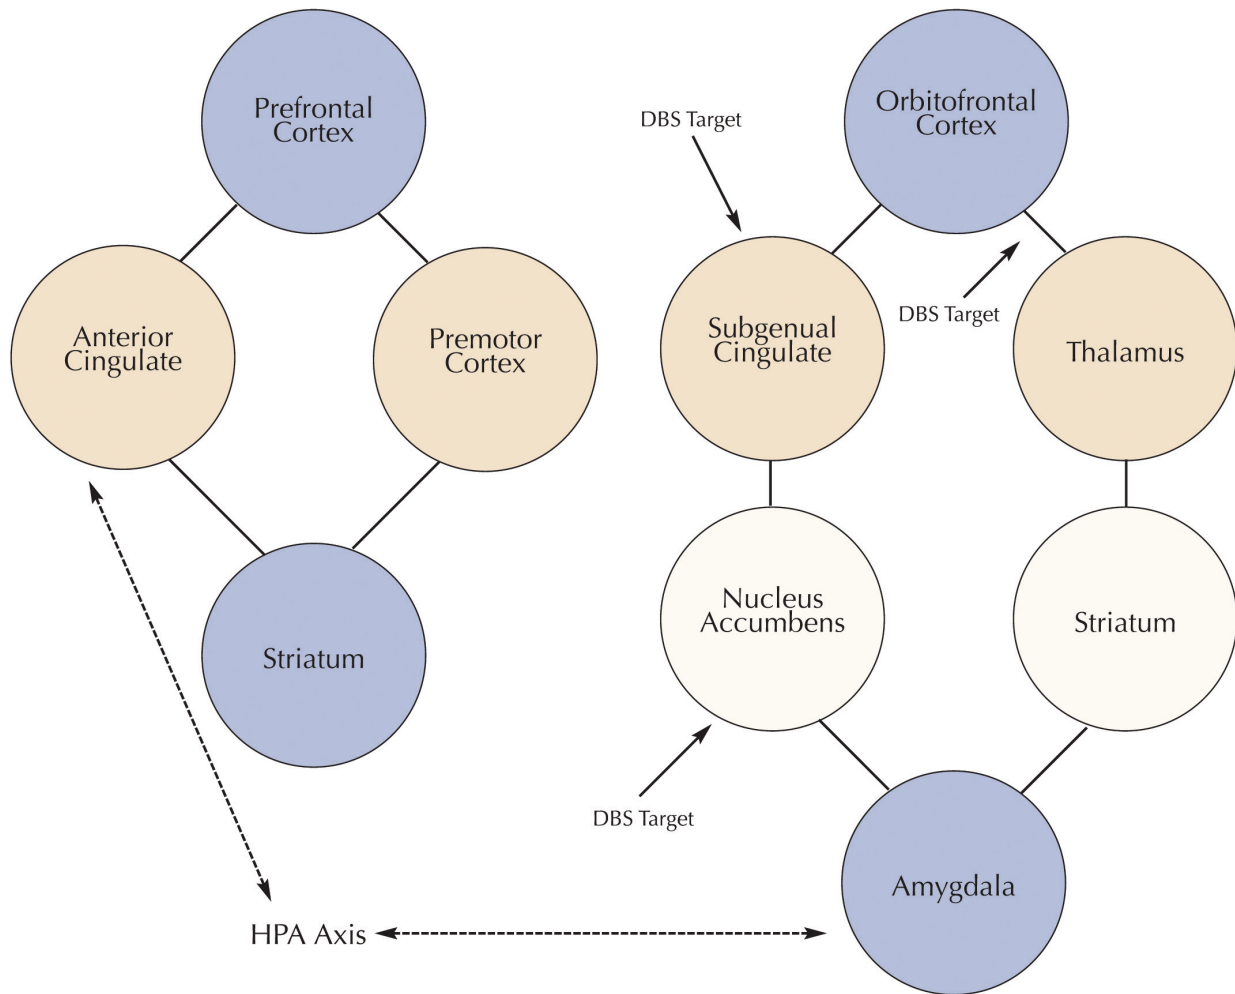 Prefrontal
Cortex
Anterior
Cingulate
Premotor
Cortex
Striatum
HPA Axis
DBS Target
Orbitofrontal
Cortex
DBS Target
Subgenual
Cingulate
Thalamus
Nucleus
Accumbens
Striatum
DBS Target
Amygdala